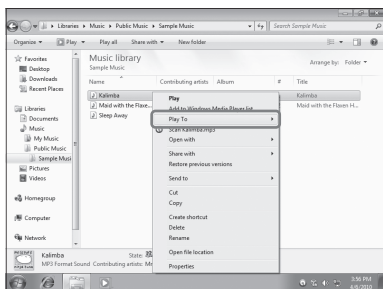 Libraries ▸ Music ▸ Public Music ▸ Sample Music
Search Sample Music
Organize
Play
Play all
Share with
New folder
Favorites
Desktop
Downloads
Recent Places
Libraries
Documents
Music
My Music
Public Music
Sample Musi
Pictures
Videos
Homegroup
Computer
Network
Music library
Sample Music
Arrange by: Folder
Name
Contributing artists
Album
#
Title
Kalimba
Kalimba
Maid with the Flaxe...
Maid with the Flaxen H...
Sleep Away
Play
Add to Windows Media Player list
Play To
Scan Kalimba.mp3
Open with
Share with
Restore previous versions
Send to
Cut
Copy
Create shortcut
Delete
Rename
Open file location
Properties
Kalimba
State:
MP3 Format Sound
Contributing artists: Mr
3:56 PM